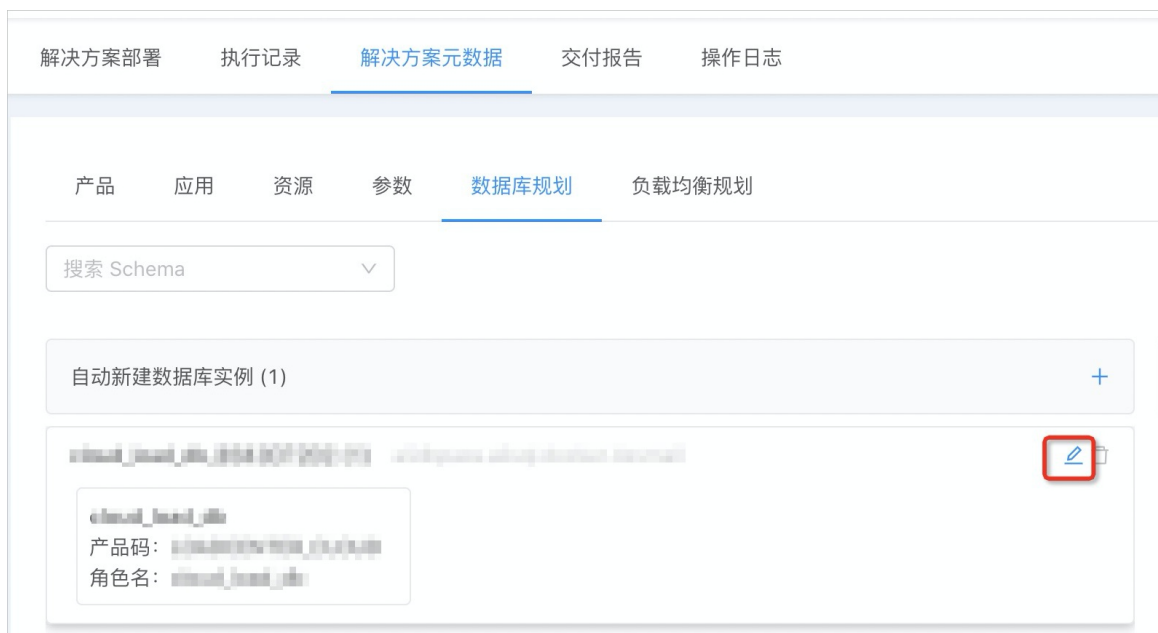 解决方案部署 执行记录 解决方案元数据 交付报告 操作日志
产品 应用 资源 参数 数据库规划 负载均衡规划
搜索 Schema
自动新建数据库实例 (1)
产品码：
角色名：